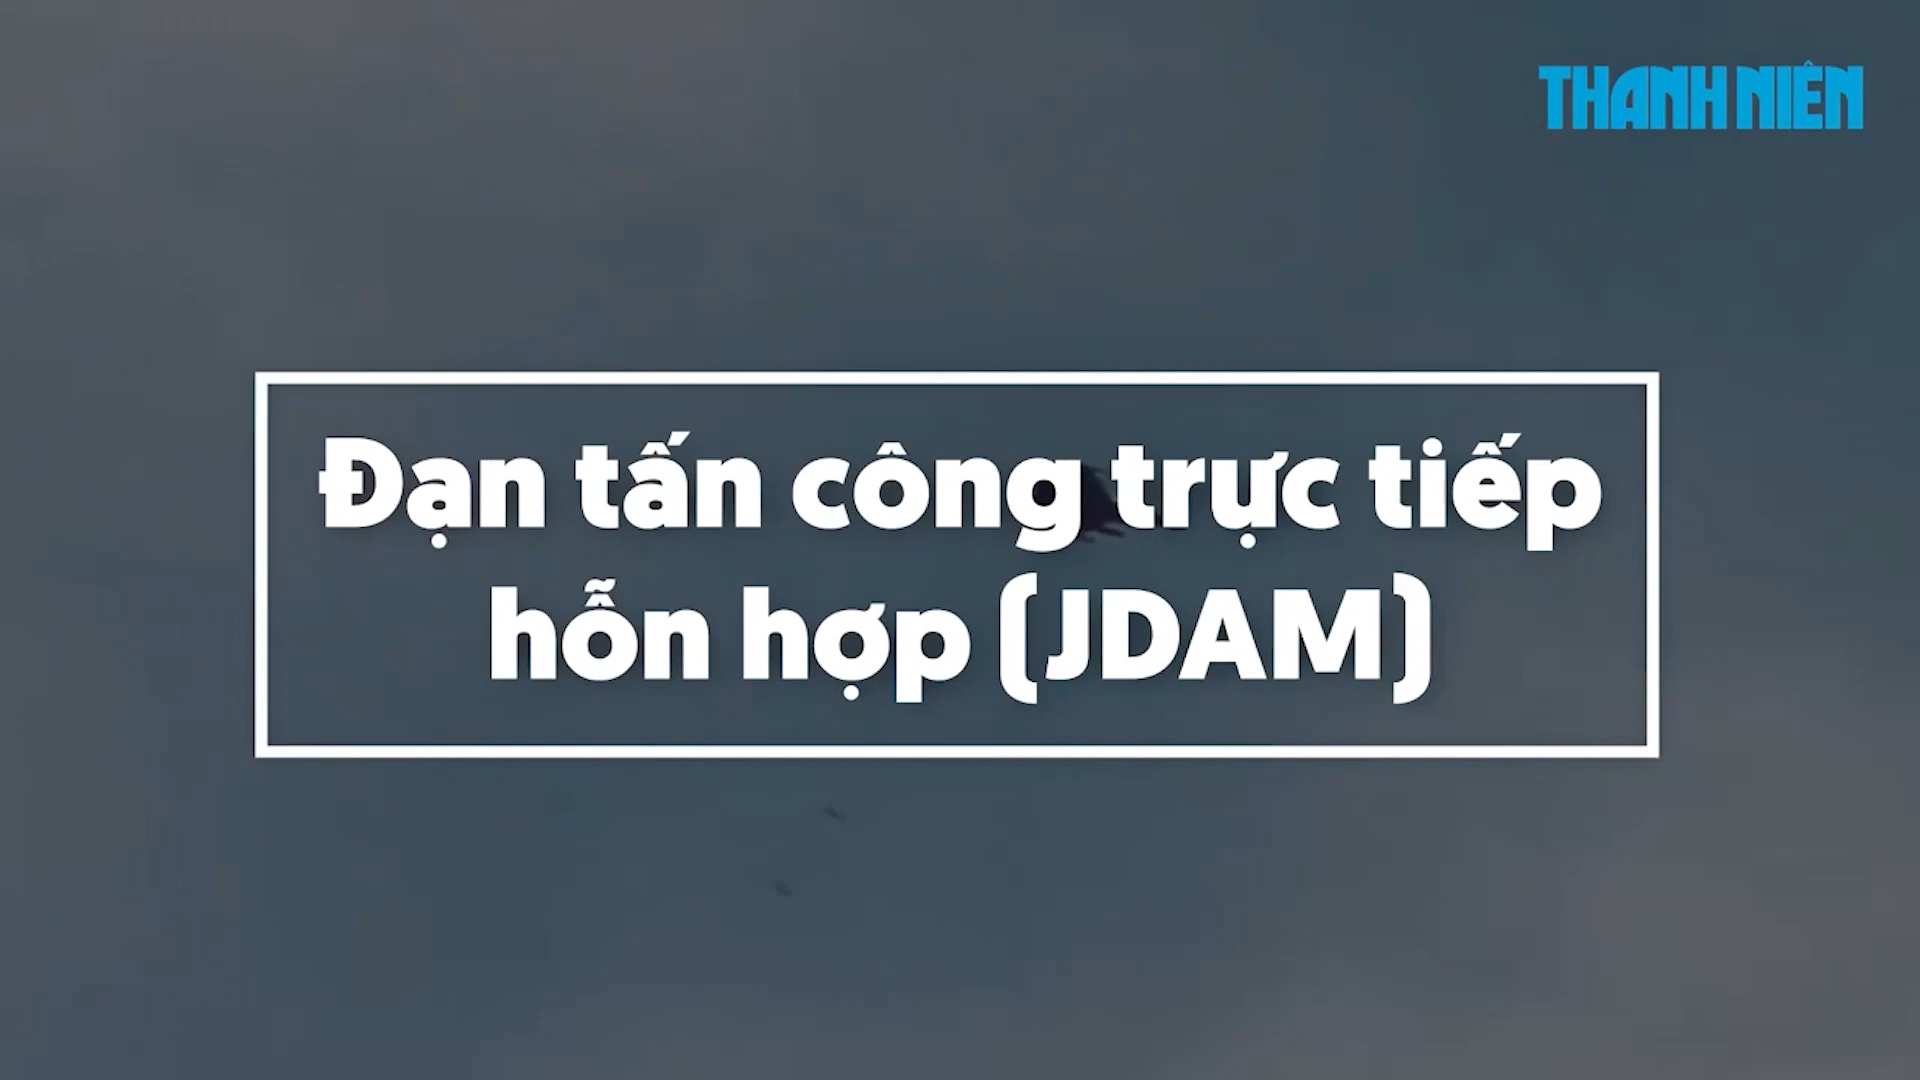 THANH NIÊN
Đạn tấn công trực tiếp
hỗn hợp (JDAM)